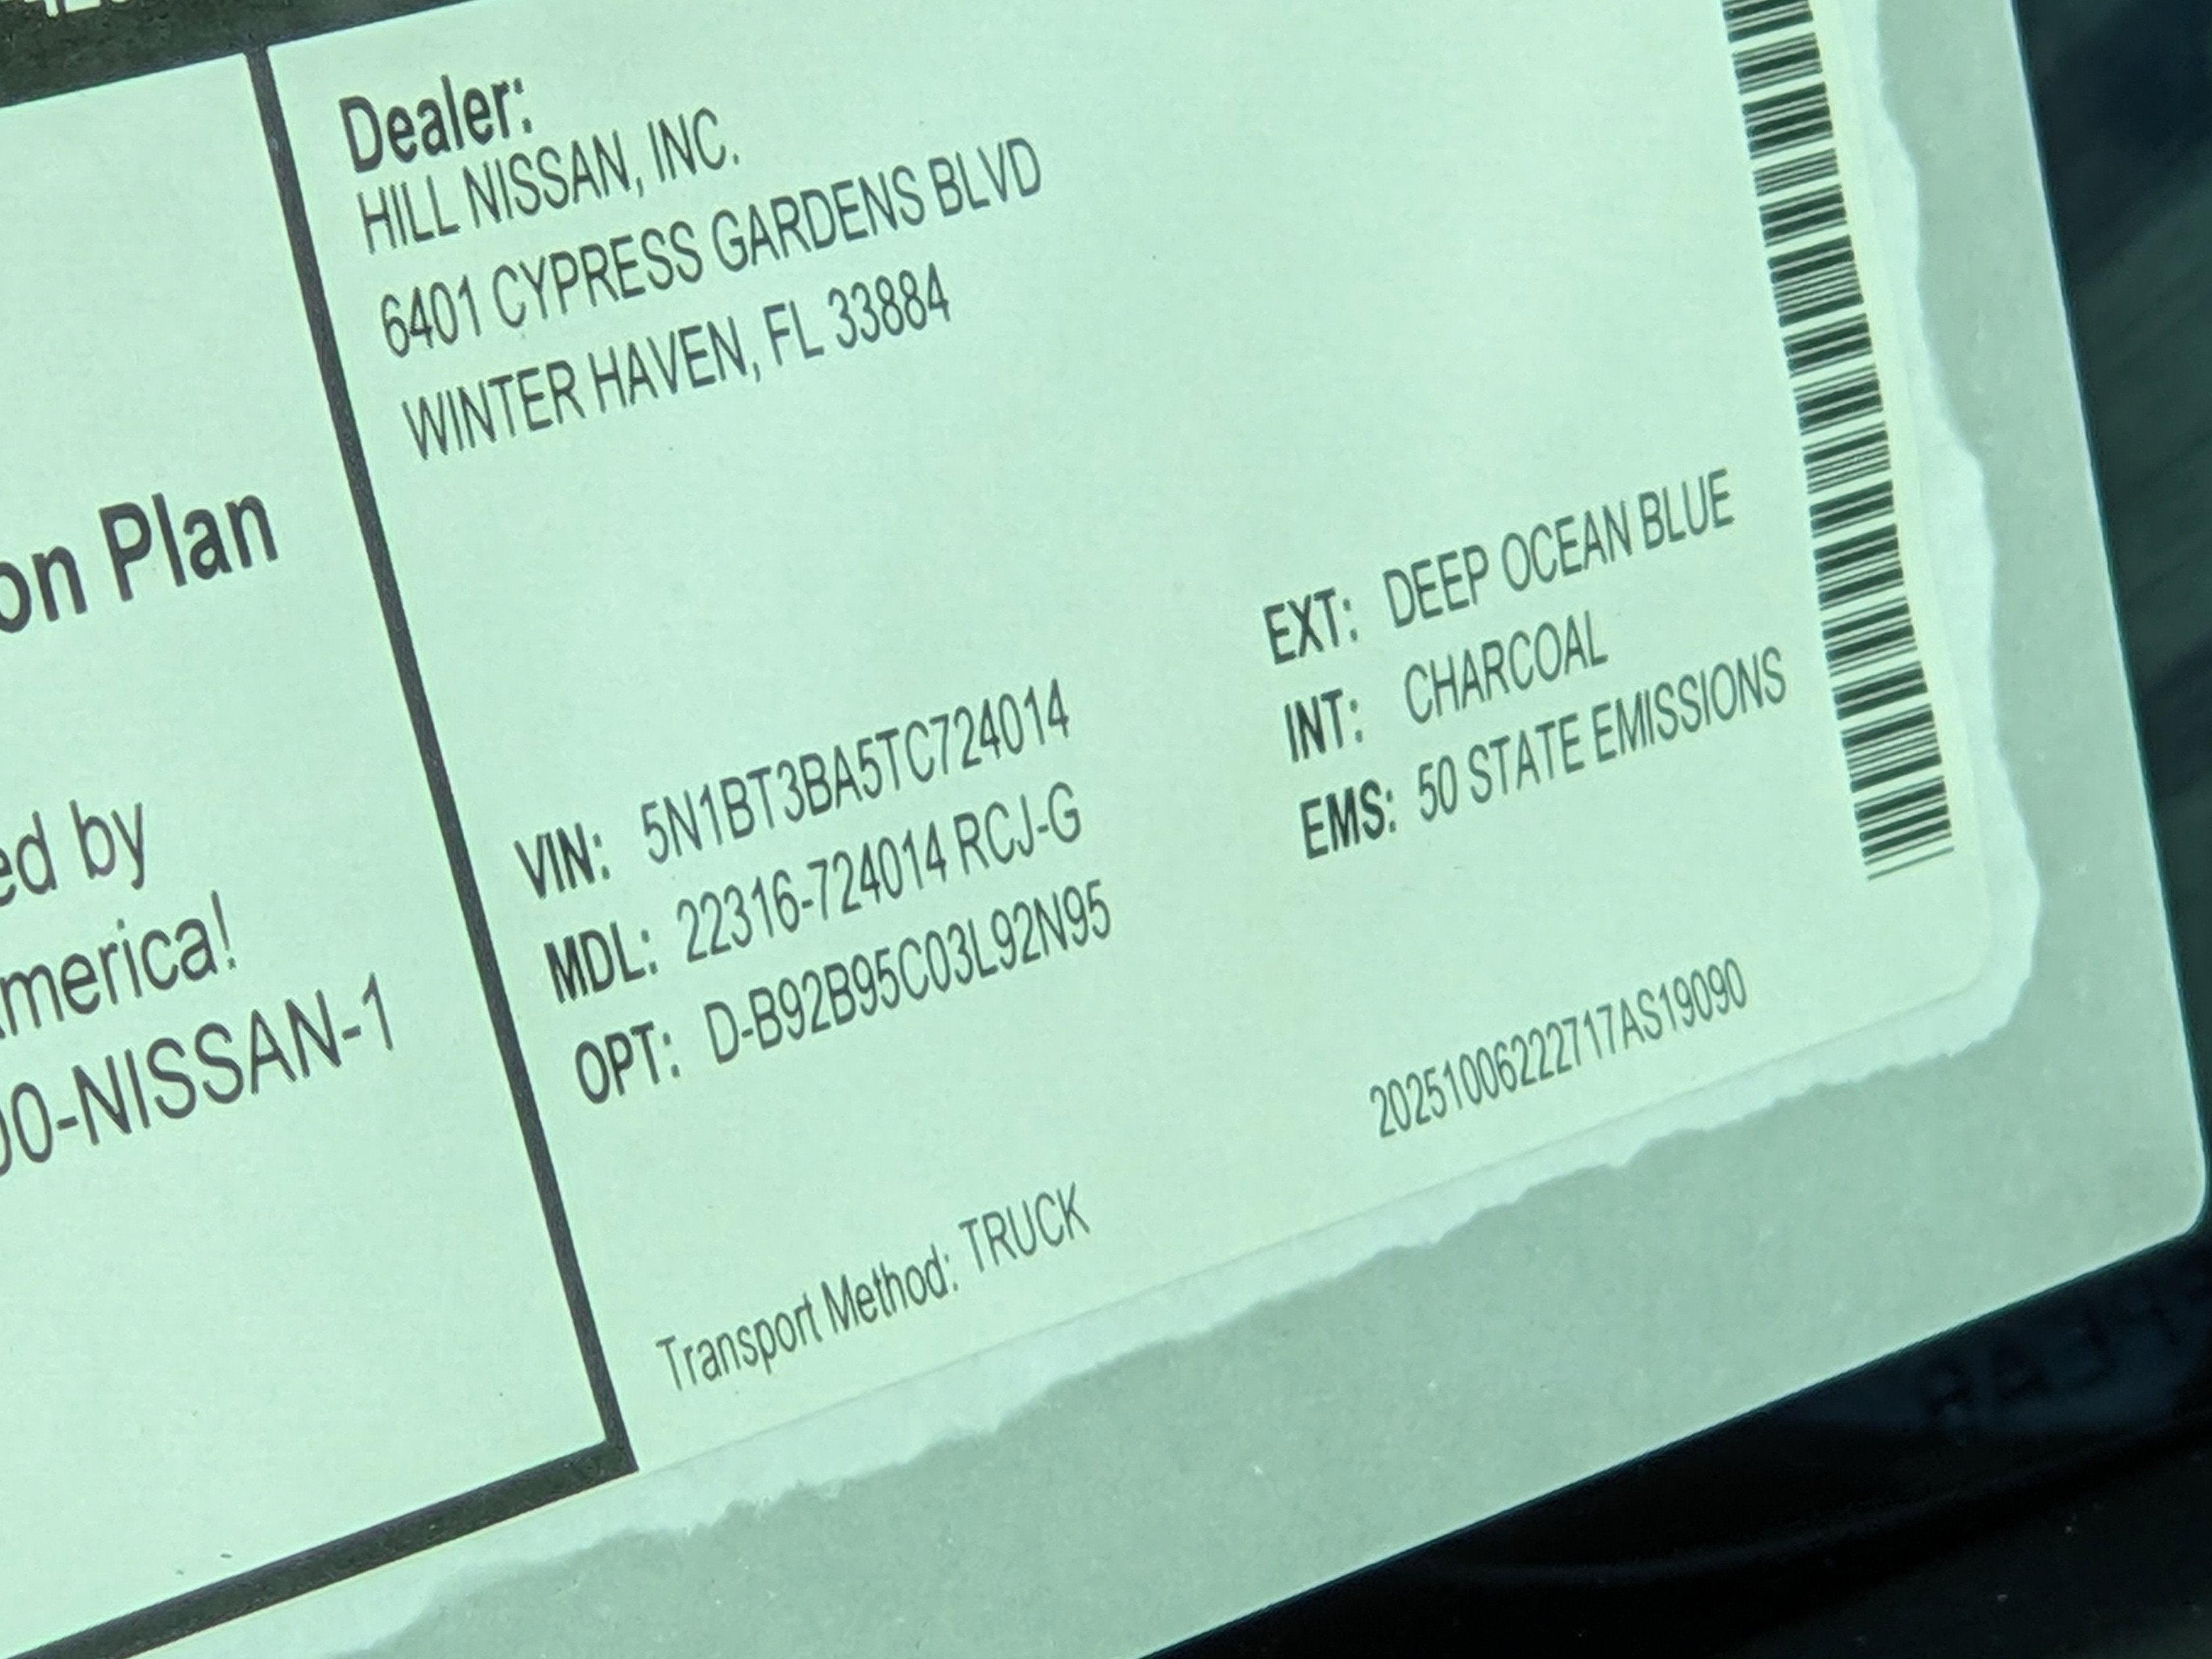 on Plan
ed by
merica!
00-NISSAN-1
Dealer:
HILL NISSAN, INC.
6401 CYPRESS GARDENS BLVD
WINTER HAVEN, FL 33884
VIN: 5N1BT3BA5TC724014
MDL: 22316-724014 RCJ-G
OPT: D-B92B95C03L92N95
EXT: DEEP OCEAN BLUE
INT: CHARCOAL
EMS: 50 STATE EMISSIONS
20251006222717AS19090
Transport Method: TRUCK